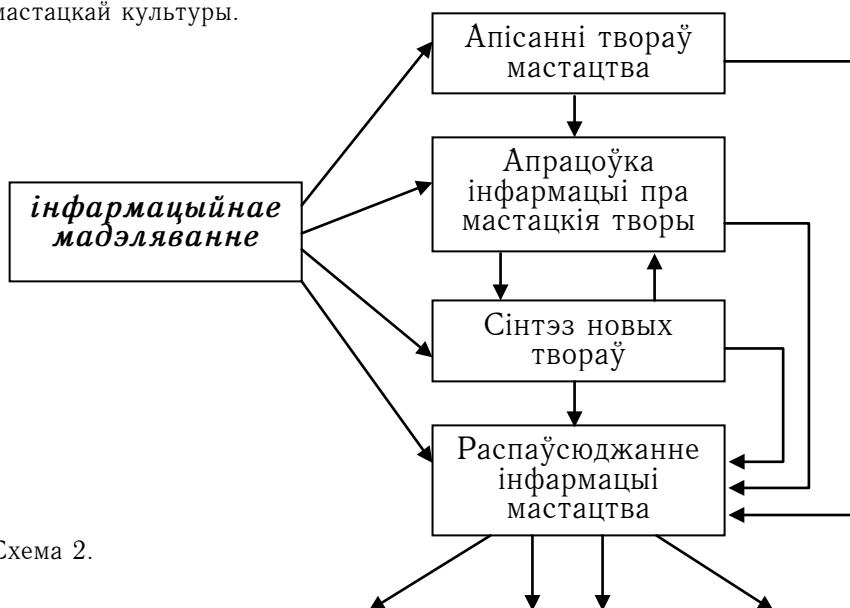 мастацкай культуры.
Апісанні твораў
мастацтва
Апрацоўка
інфармацыі пра
мастацкія творы
інфармацыйнае
мадэляванне
Сінтэз новых
твораў
Распаўсюджанне
інфармацыі
мастацтва
Схема 2.